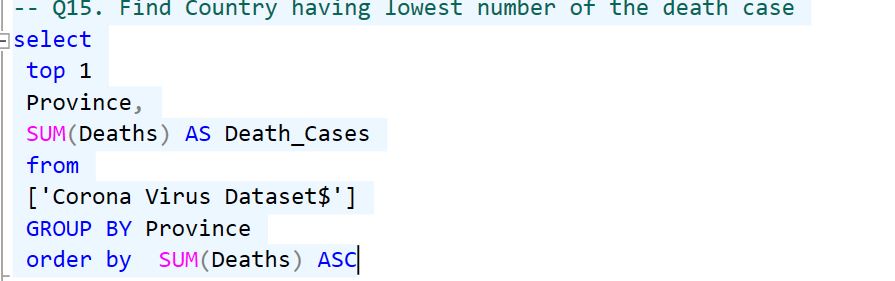 -- Q15. Find Country having lowest number of the death case
select
top 1
Province,
SUM(Deaths) AS Death_Cases
from
['Corona Virus Dataset$']
GROUP BY Province
order by  SUM(Deaths) ASC